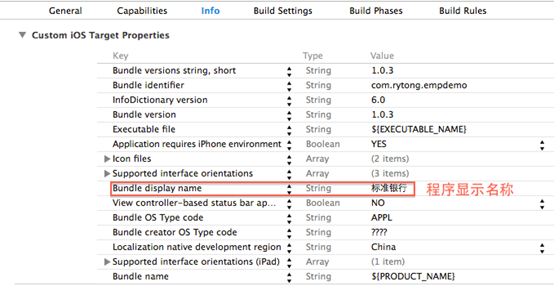 General Capabilities Info Build Settings Build Phases Build Rules
Custom iOS Target Properties
Key Type Value
Bundle versions string, short String 1.0.3
Bundle identifier String com.rytong.empdemo
InfoDictionary version String 6.0
Bundle version String 1.0.3
Executable file String ${EXECUTABLE_NAME}
Application requires iPhone environment Boolean YES
Icon files Array (2 items)
Supported interface orientations Array (3 items)
Bundle display name String 标准银行 程序显示名称
View controller-based status bar ap... Boolean NO
Bundle OS Type code String APPL
Bundle creator OS Type code String ????
Localization native development region String China
Supported interface orientations (iPad) Array (1 item)
Bundle name String ${PRODUCT_NAME}